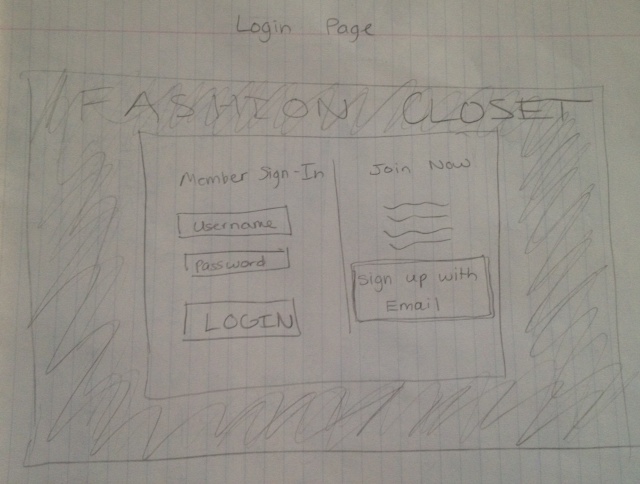 Login Page
FASHION CLOSET
Member Sign-In
Username
Password
LOGIN
Join Now
Sign up with
Email